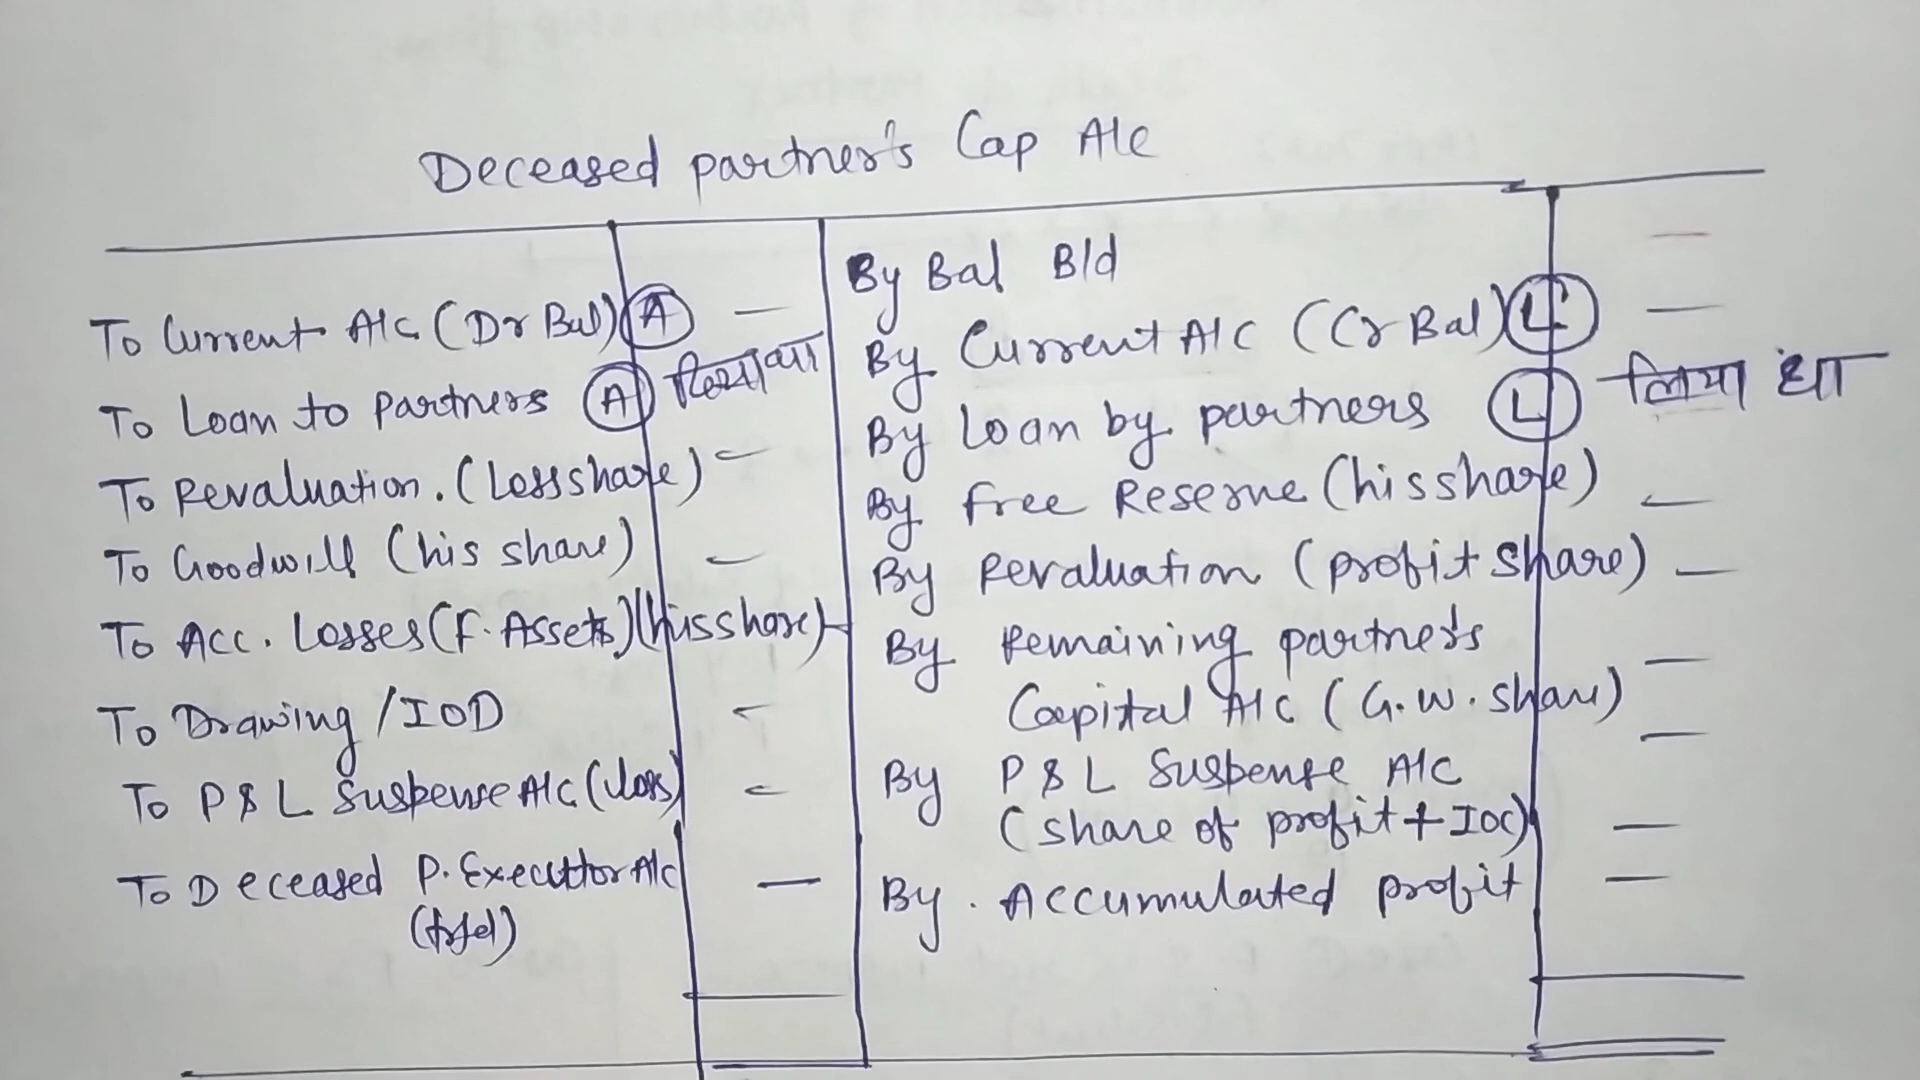 Deceased partner's Cap A/c
To Current A/c (Dr Bal) A —
To Loan to partners A दिया था
To Revaluation. (Loss share) —
To Goodwill (his share) —
To Acc. Losses (F. Assets) (his share) —
To Drawing / IOD —
To P & L Suspense A/c (loss) —
To Deceased P. Executtor A/c —
(trfd)
By Bal B/d —
By Current A/c (Cr Bal) L —
By Loan by partners L लिया था
By free Reserve (his share) —
By Revaluation (profit share) —
By Remaining partner's —
Capital A/c (G.W. share) —
By P & L Suspense A/c
(share of profit + IOC) —
By . Accumulated profit —